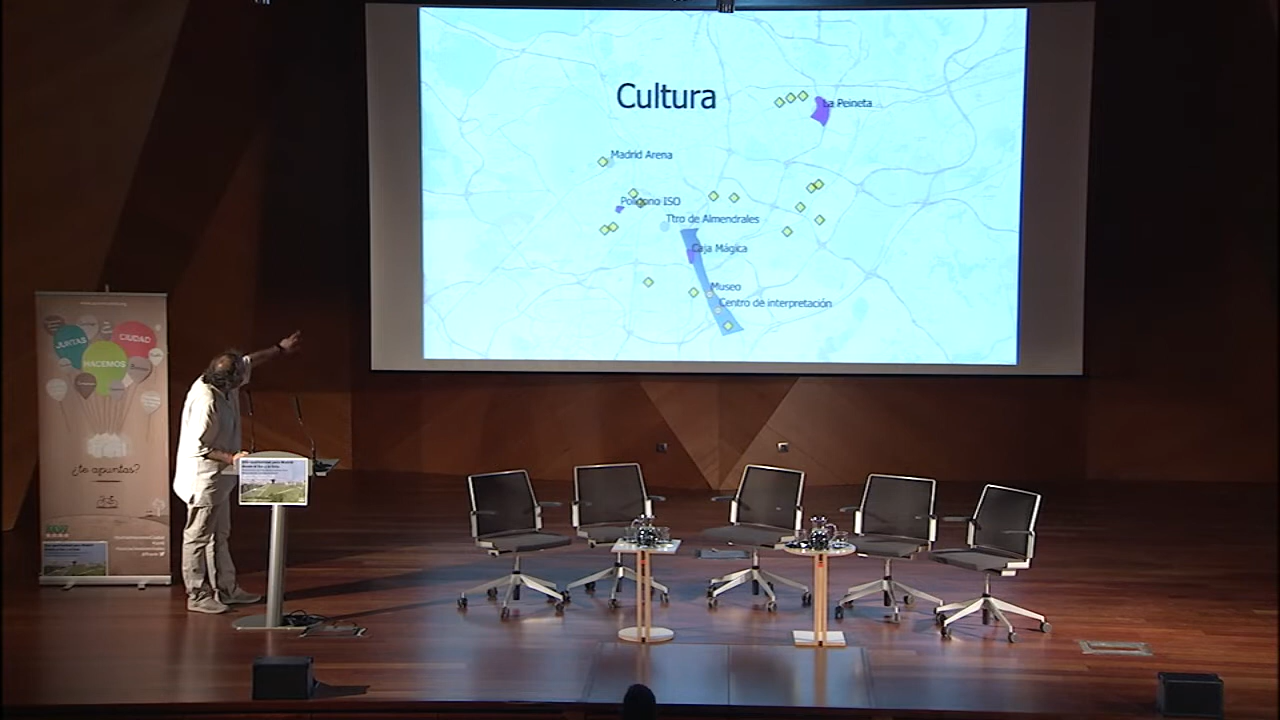 Cultura
La Peineta
Madrid Arena
Polígono ISO
Ttro de Almendrales
Caja Mágica
Museo
Centro de interpretación
JUNTAS
CIUDAD
HACEMOS
¿te apuntas?